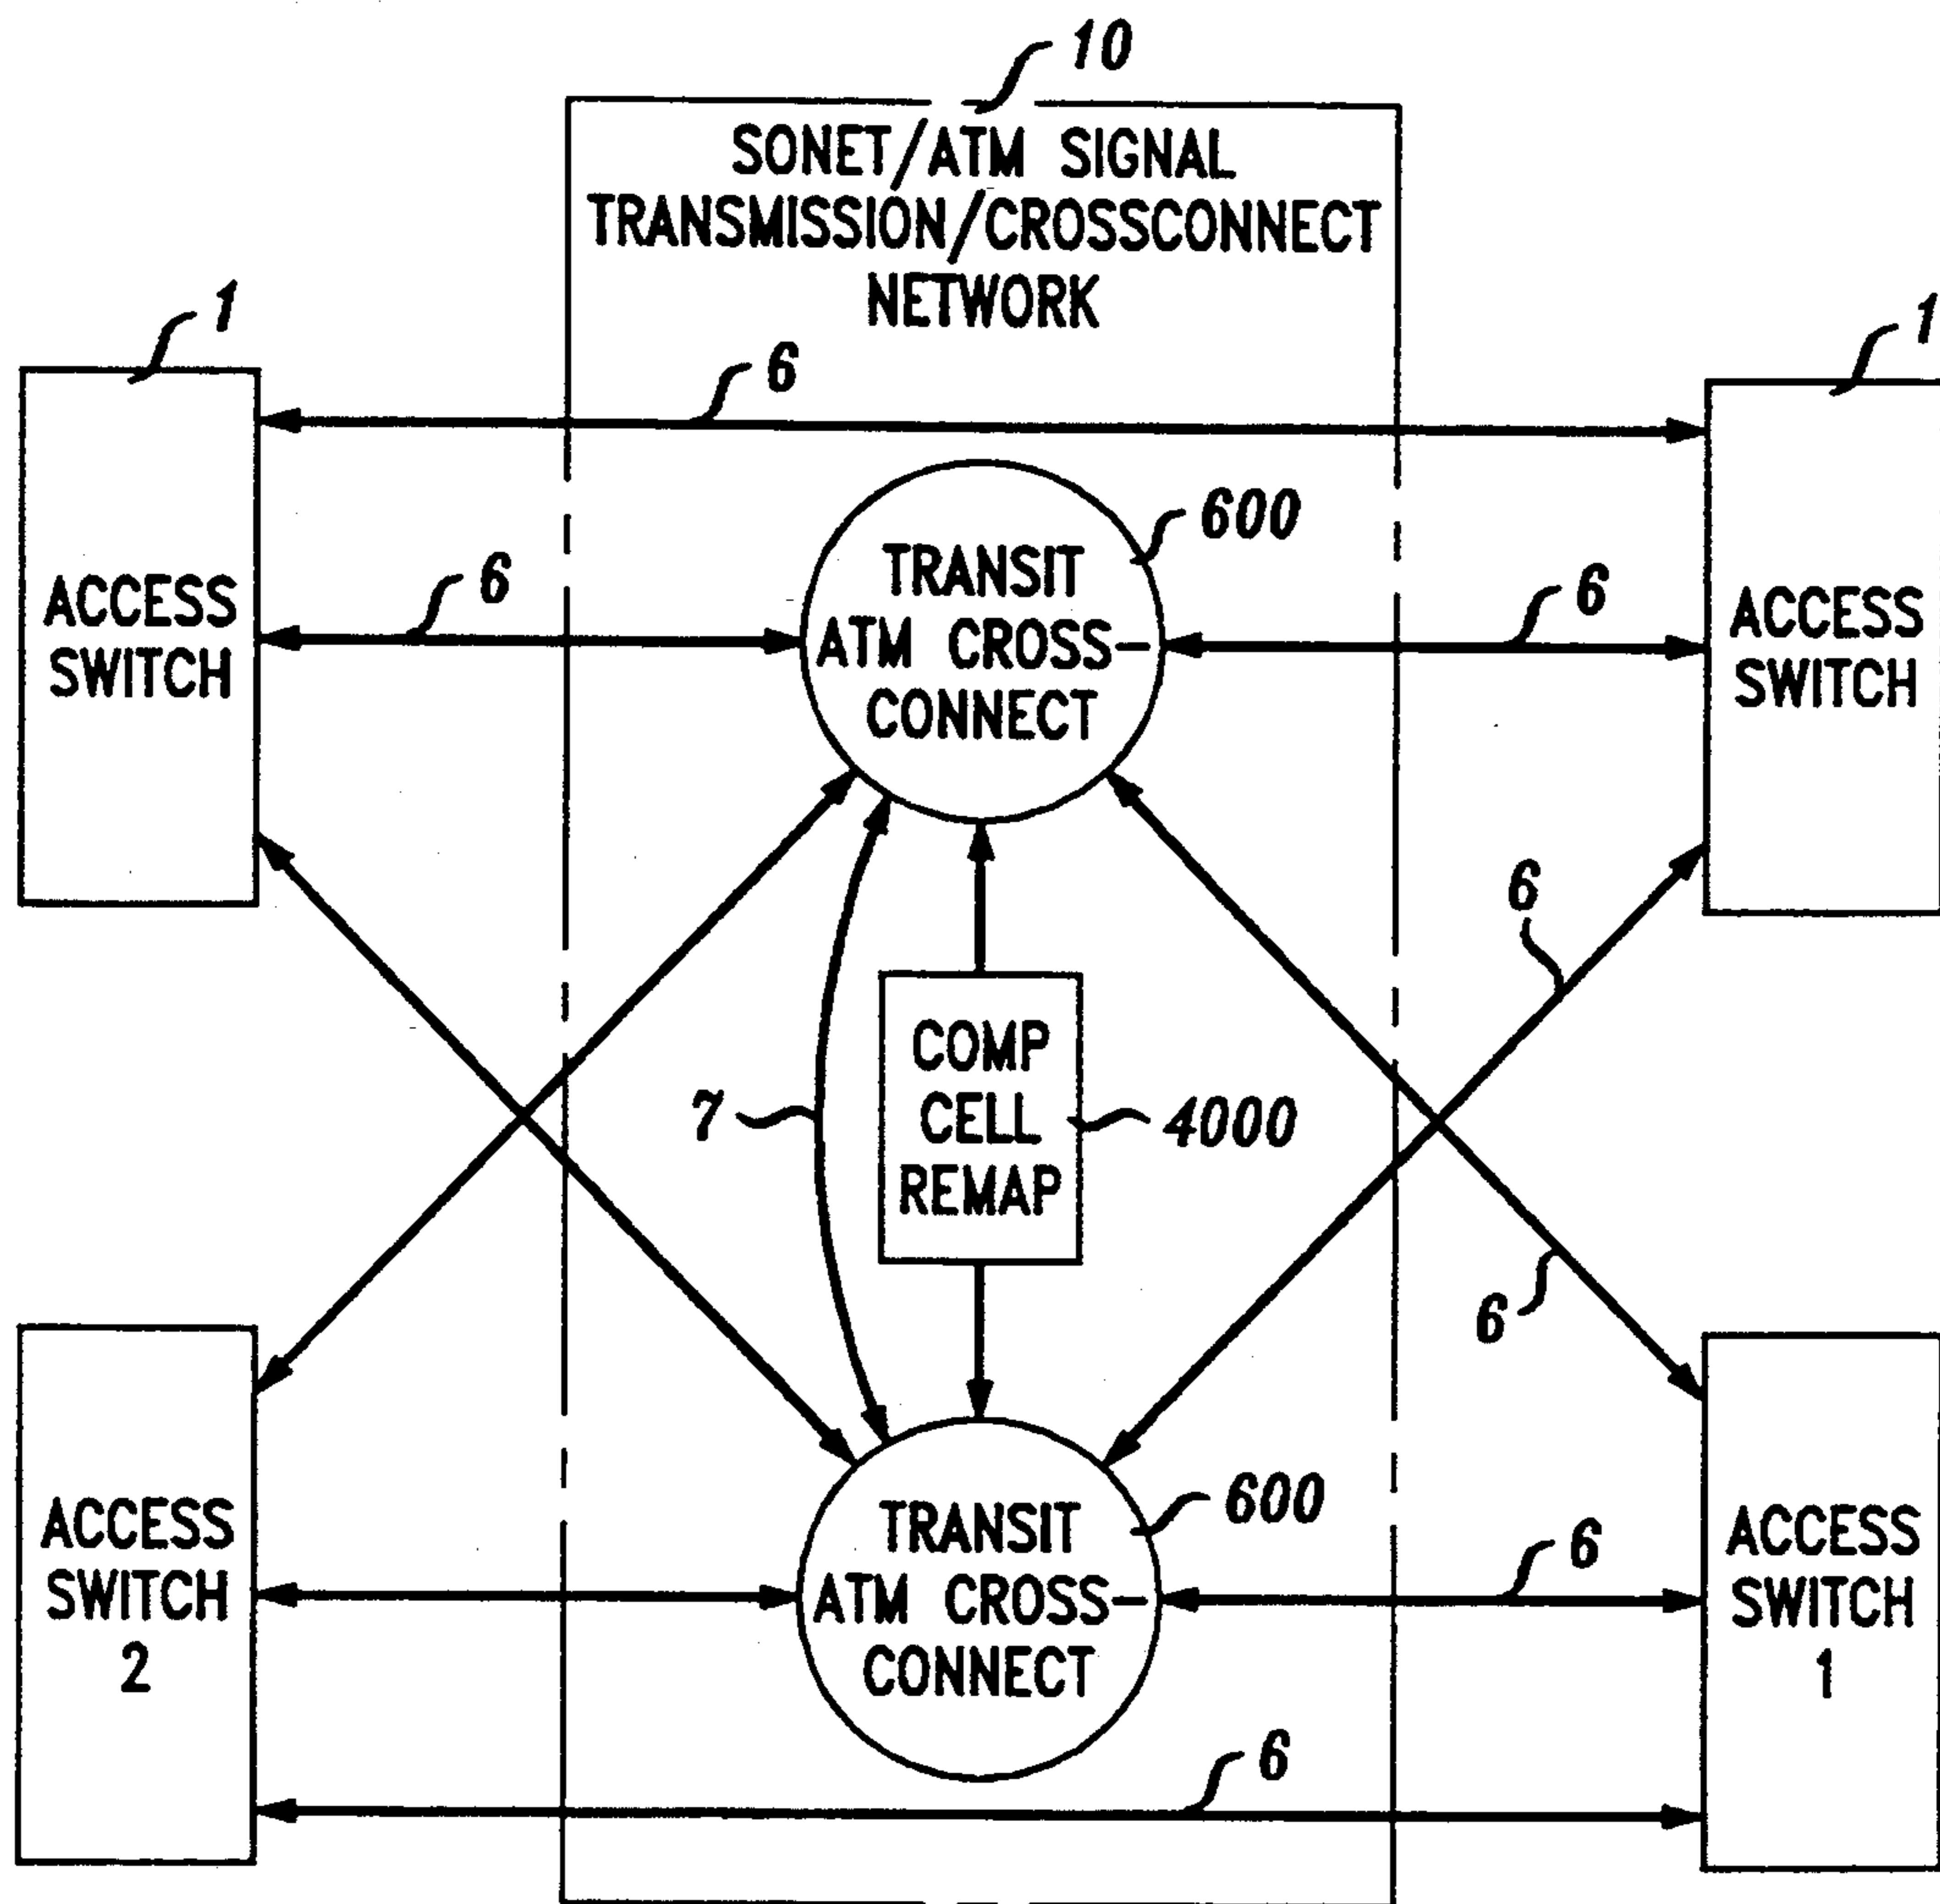 10
SONET/ATM SIGNAL
TRANSMISSION/CROSSCONNECT
NETWORK
1
1
6
600
TRANSIT
ATM CROSS-
CONNECT
6
6
ACCESS
SWITCH
ACCESS
SWITCH
6
COMP
CELL
REMAP
7
4000
6
600
TRANSIT
ATM CROSS-
CONNECT
6
ACCESS
SWITCH
2
ACCESS
SWITCH
1
6